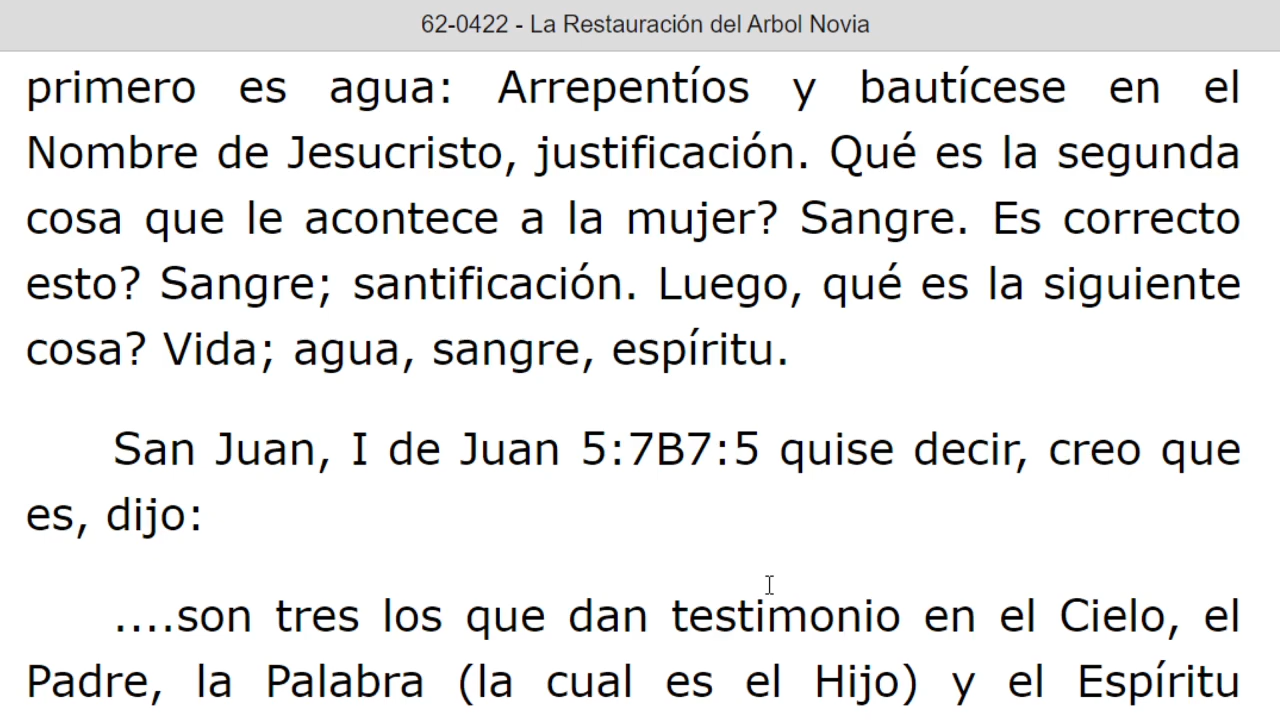 62-0422 - La Restauración del Arbol Novia
primero es agua: Arrepentíos y bautícese en el
Nombre de Jesucristo, justificación. Qué es la segunda
cosa que le acontece a la mujer? Sangre. Es correcto
esto? Sangre; santificación. Luego, qué es la siguiente
cosa? Vida; agua, sangre, espíritu.
San Juan, I de Juan 5:7B7:5 quise decir, creo que
es, dijo:
....son tres los que dan testimonio en el Cielo, el
Padre, la Palabra (la cual es el Hijo) y el Espíritu